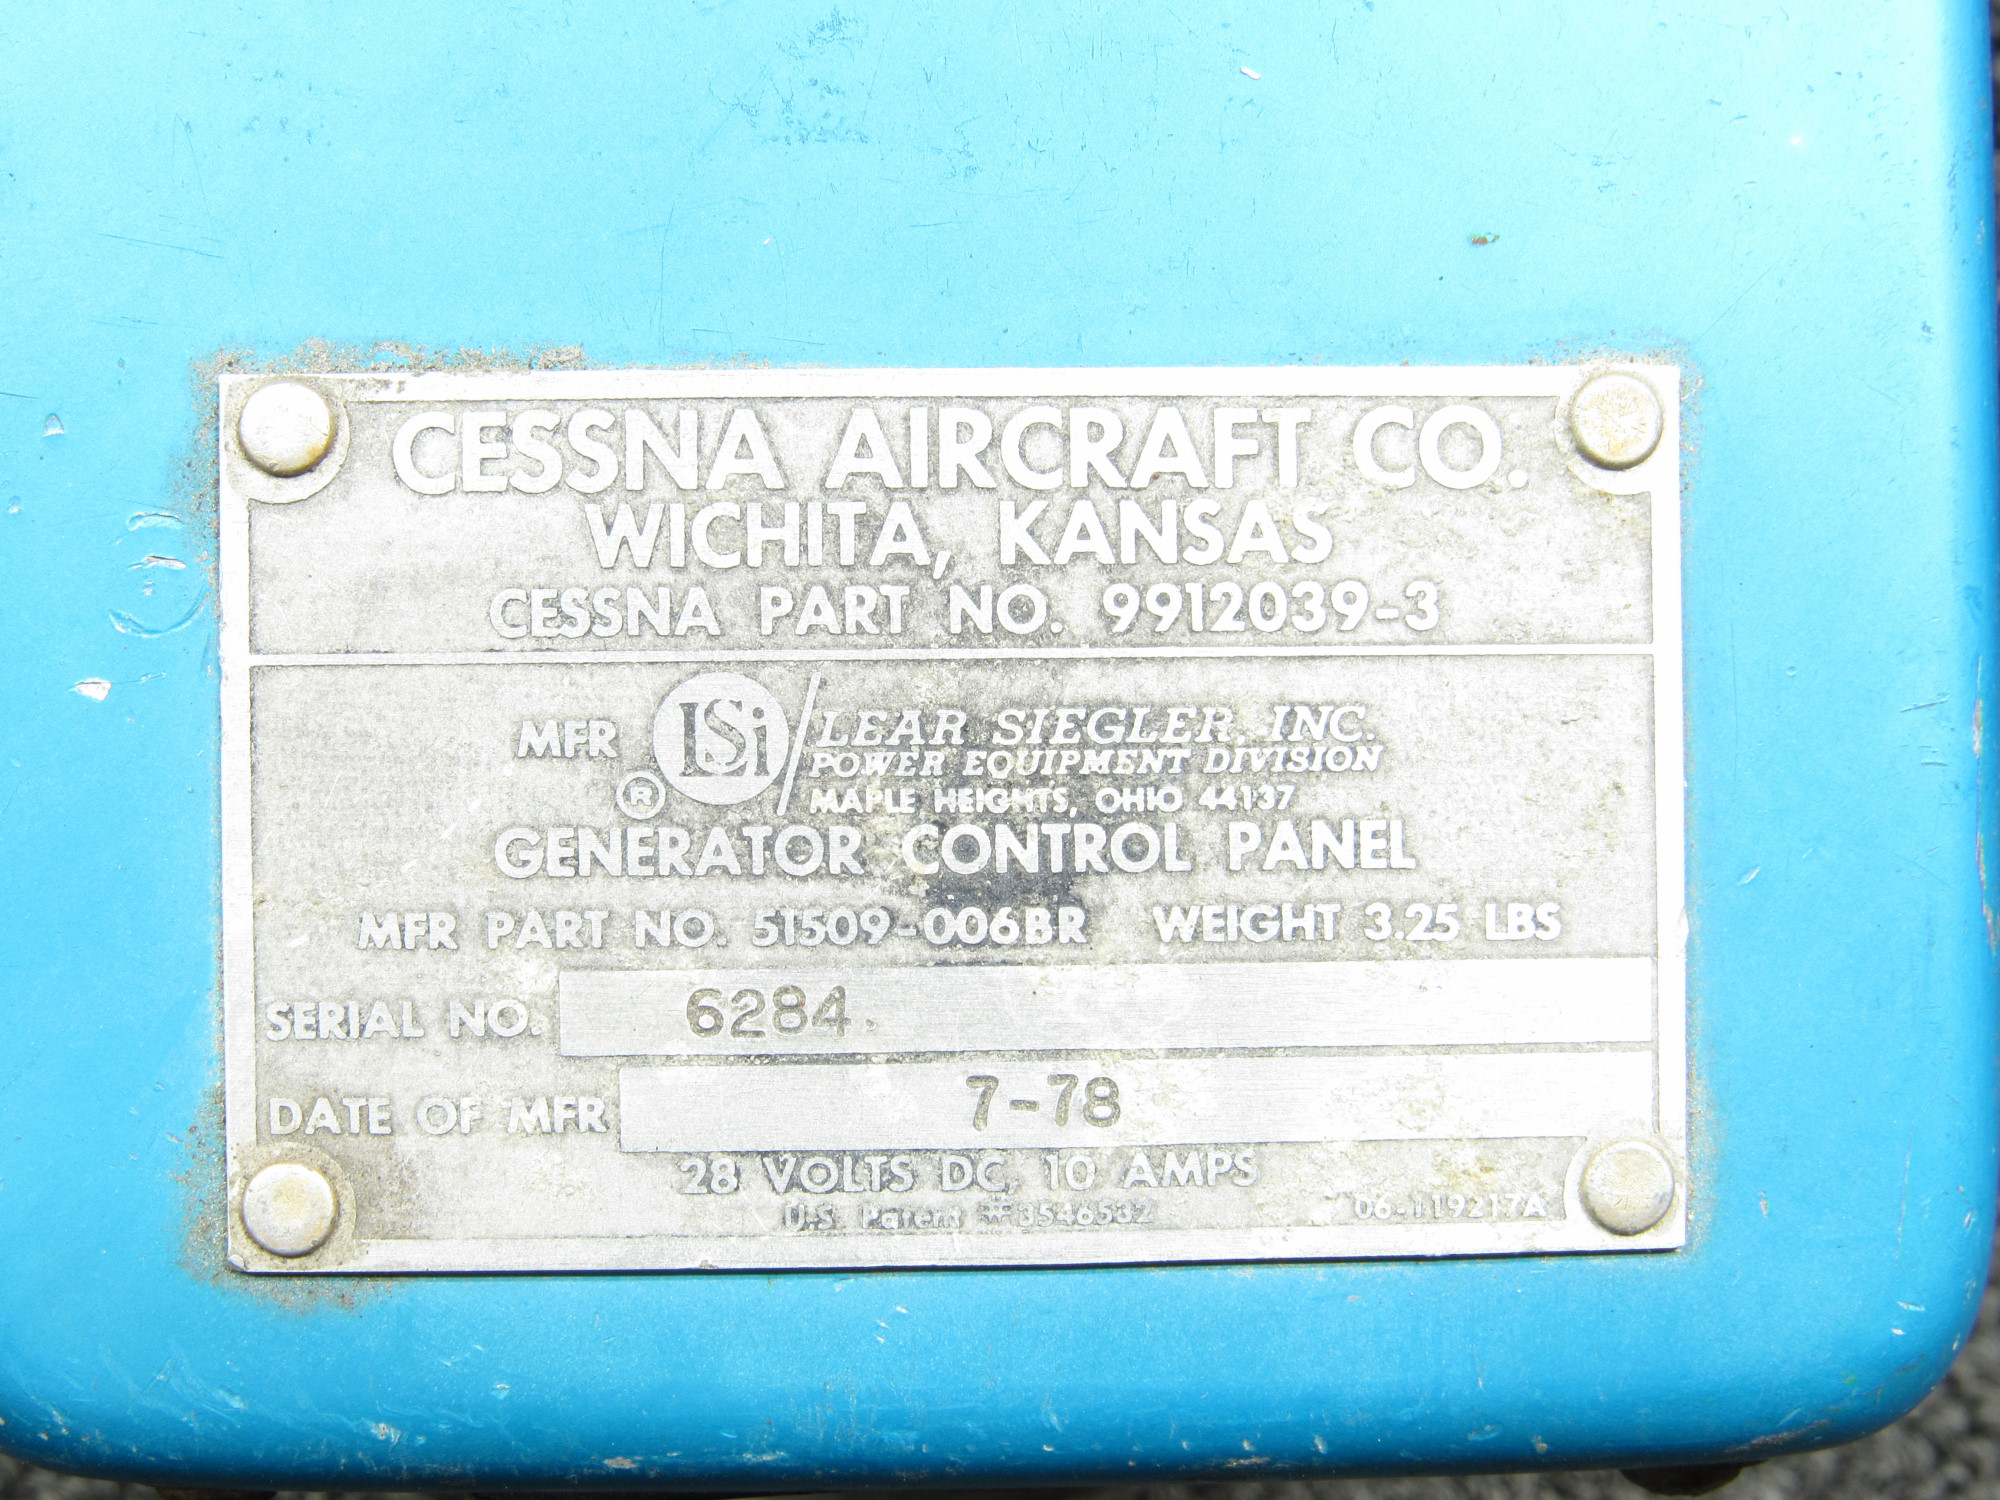 CESSNA AIRCRAFT CO.
WICHITA, KANSAS
CESSNA PART NO. 9912039-3
MFR LSi LEAR SIEGLER, INC.
POWER EQUIPMENT DIVISION
® MAPLE HEIGHTS, OHIO 44137
GENERATOR CONTROL PANEL
MFR PART NO. 51509-006BR WEIGHT 3.25 LBS
SERIAL NO. 6284.
DATE OF MFR 7-78
28 VOLTS DC, 10 AMPS
U.S. Patent #3546532 06-119217A